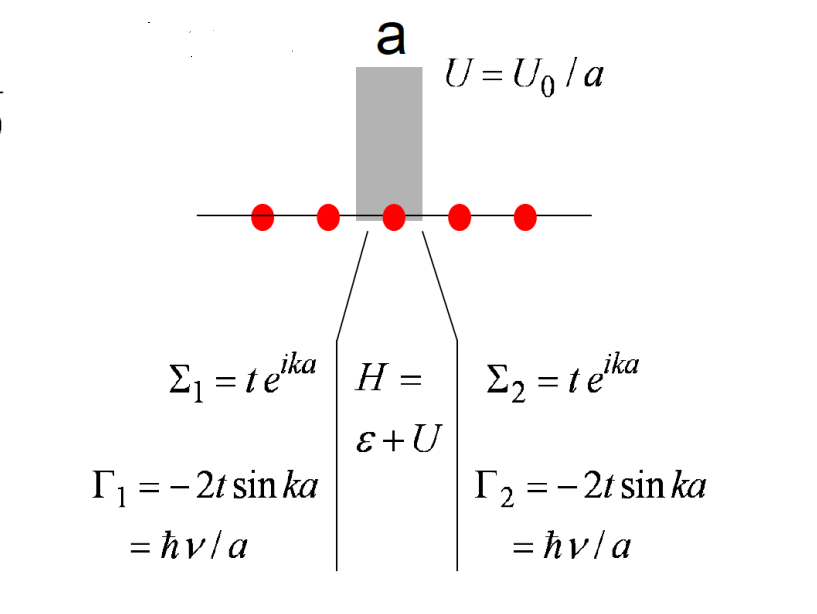 a
U = U₀ / a
Σ₁ = t e^{ika}
H =
ε + U
Σ₂ = t e^{ika}
Γ₁ = − 2t sin ka
= ℏν / a
Γ₂ = − 2t sin ka
= ℏν / a